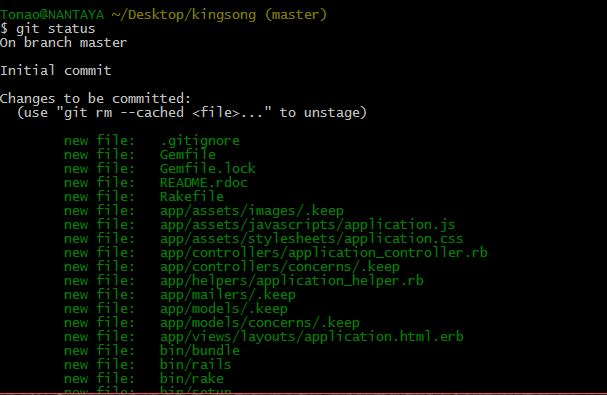 Tonao@NANTAYA ~/Desktop/kingsong (master)
$ git status
On branch master
Initial commit
Changes to be committed:
(use "git rm --cached <file>..." to unstage)
new file: .gitignore
new file: Gemfile
new file: Gemfile.lock
new file: README.rdoc
new file: Rakefile
new file: app/assets/images/.keep
new file: app/assets/javascripts/application.js
new file: app/assets/stylesheets/application.css
new file: app/controllers/application_controller.rb
new file: app/controllers/concerns/.keep
new file: app/helpers/application_helper.rb
new file: app/mailers/.keep
new file: app/models/.keep
new file: app/models/concerns/.keep
new file: app/views/layouts/application.html.erb
new file: bin/bundle
new file: bin/rails
new file: bin/rake
new file: bin/setup